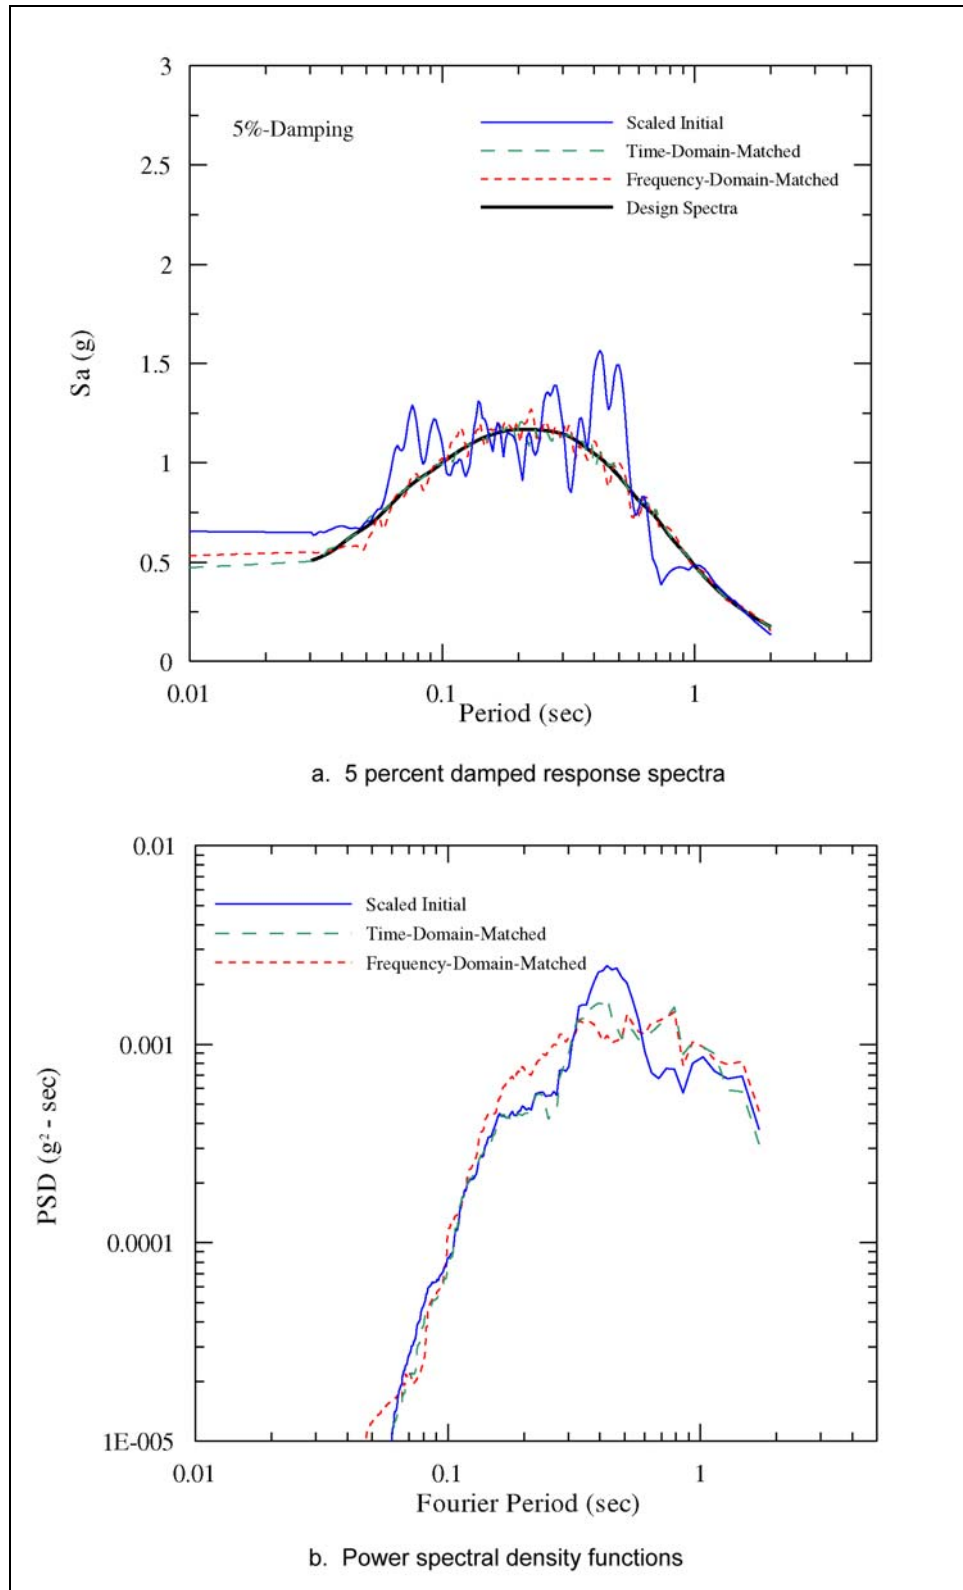 3
5%-Damping
Scaled Initial
Time-Domain-Matched
Frequency-Domain-Matched
Design Spectra
2.5
2
1.5
1
0.5
0
Sa (g)
0.01
0.1
1
Period (sec)
a. 5 percent damped response spectra
0.01
Scaled Initial
Time-Domain-Matched
Frequency-Domain-Matched
0.001
0.0001
1E-005
PSD (g² - sec)
0.01
0.1
1
Fourier Period (sec)
b. Power spectral density functions